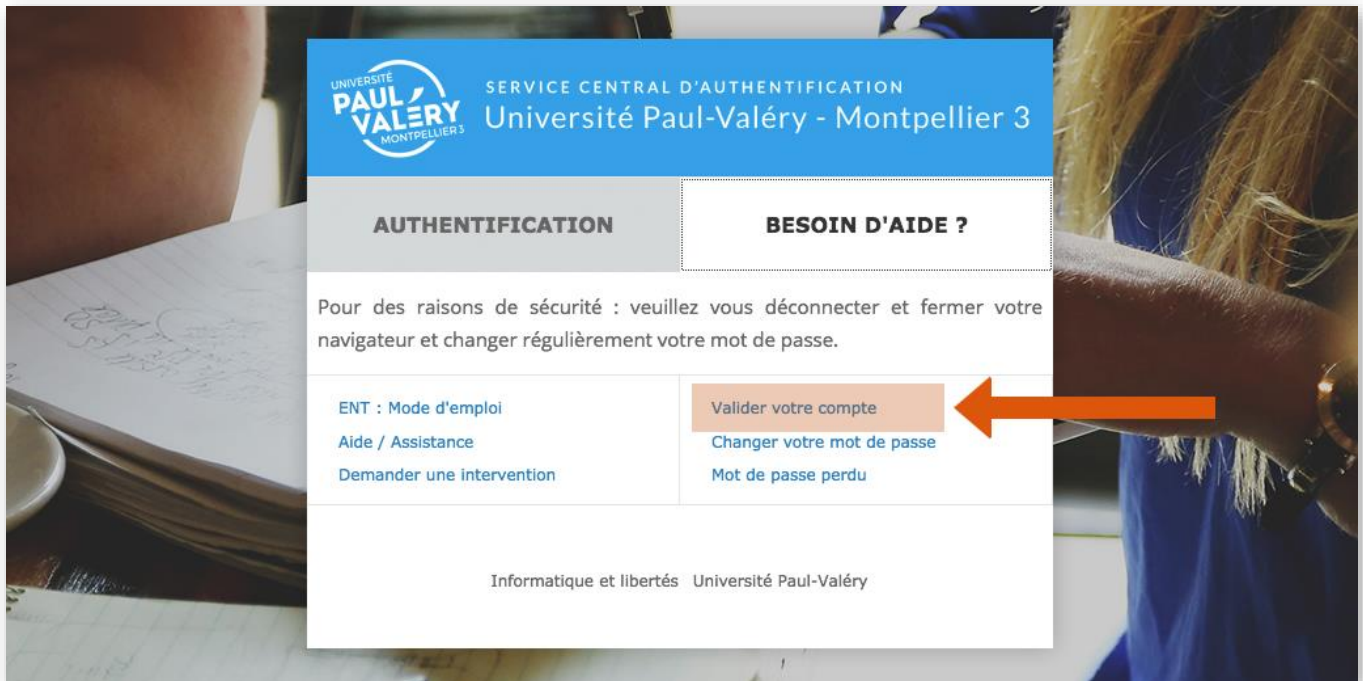 UNIVERSITÉ
PAUL
VALÉRY
MONTPELLIER 3
SERVICE CENTRAL D'AUTHENTIFICATION
Université Paul-Valéry - Montpellier 3
AUTHENTIFICATION
BESOIN D'AIDE ?
Pour des raisons de sécurité : veuillez vous déconnecter et fermer votre
navigateur et changer régulièrement votre mot de passe.
ENT : Mode d'emploi
Aide / Assistance
Demander une intervention
Valider votre compte
Changer votre mot de passe
Mot de passe perdu
Informatique et libertés Université Paul-Valéry